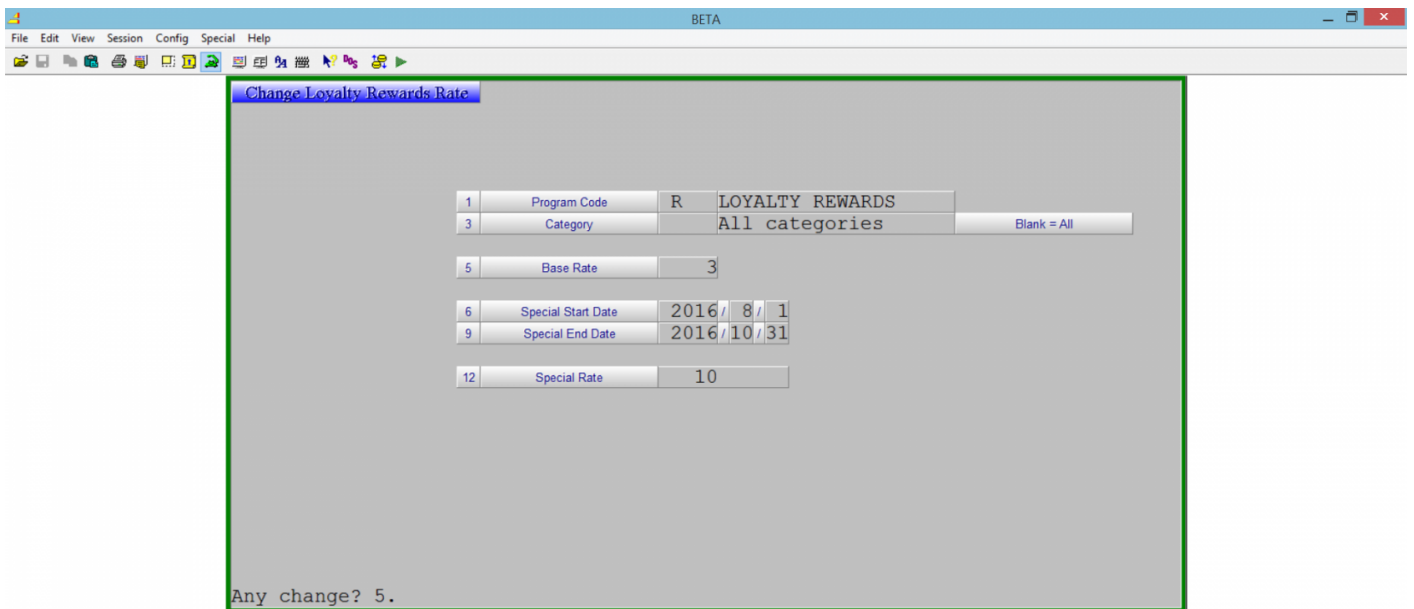 BETA
File Edit View Session Config Special Help
Change Loyalty Rewards Rate
1 Program Code R LOYALTY REWARDS
3 Category All categories Blank = All
5 Base Rate 3
6 Special Start Date 2016 / 8 / 1
9 Special End Date 2016 / 10 / 31
12 Special Rate 10
Any change? 5.